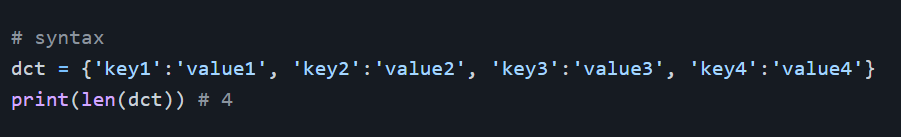 # syntax
dct = {'key1':'value1', 'key2':'value2', 'key3':'value3', 'key4':'value4'}
print(len(dct)) # 4